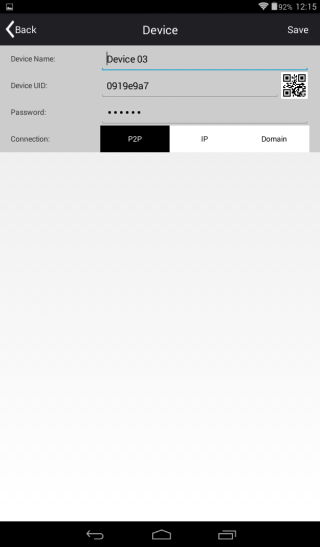 92% 12:15
Back Device Save
Device Name: Device 03
Device UID: 0919e9a7
Password: ••••••
Connection: P2P IP Domain